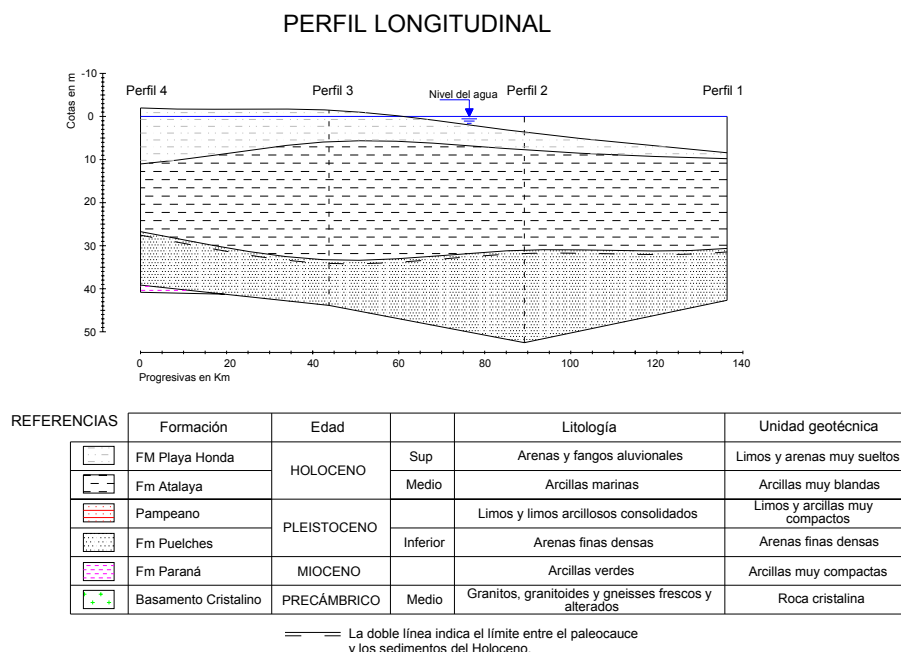 PERFIL LONGITUDINAL
Cotas en m
-10
0
10
20
30
40
50
Perfil 4
Perfil 3
Nivel del agua
Perfil 2
Perfil 1
0 20 40 60 80 100 120 140
Progresivas en Km
REFERENCIAS
Formación Edad Litología Unidad geotécnica
FM Playa Honda HOLOCENO Sup Arenas y fangos aluvionales Limos y arenas muy sueltos
Fm Atalaya Medio Arcillas marinas Arcillas muy blandas
Pampeano PLEISTOCENO Limos y limos arcillosos consolidados Limos y arcillas muy
compactos
Fm Puelches Inferior Arenas finas densas Arenas finas densas
Fm Paraná MIOCENO Arcillas verdes Arcillas muy compactas
Basamento Cristalino PRECÁMBRICO Medio Granitos, granitoides y gneisses frescos y
alterados Roca cristalina
La doble línea indica el límite entre el paleocauce
y los sedimentos del Holoceno.